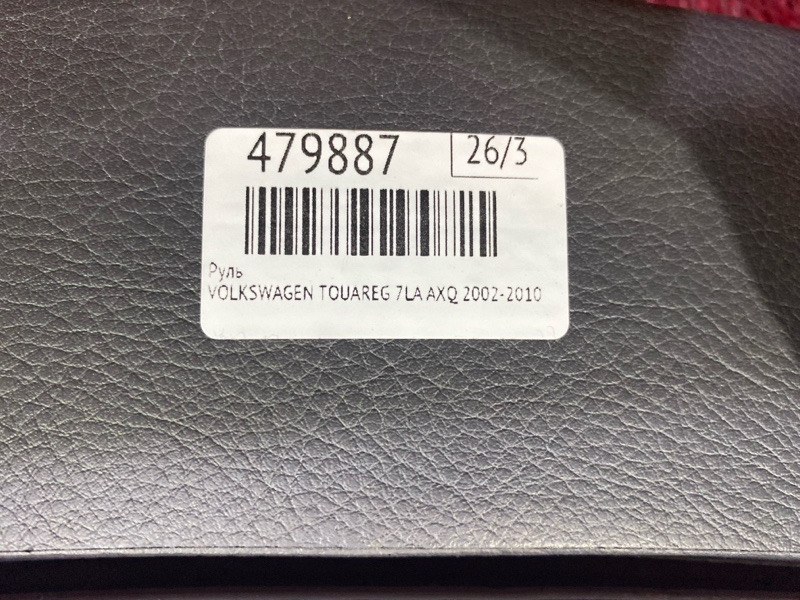 479887 26/3
Руль
VOLKSWAGEN TOUAREG 7LA AXQ 2002-2010